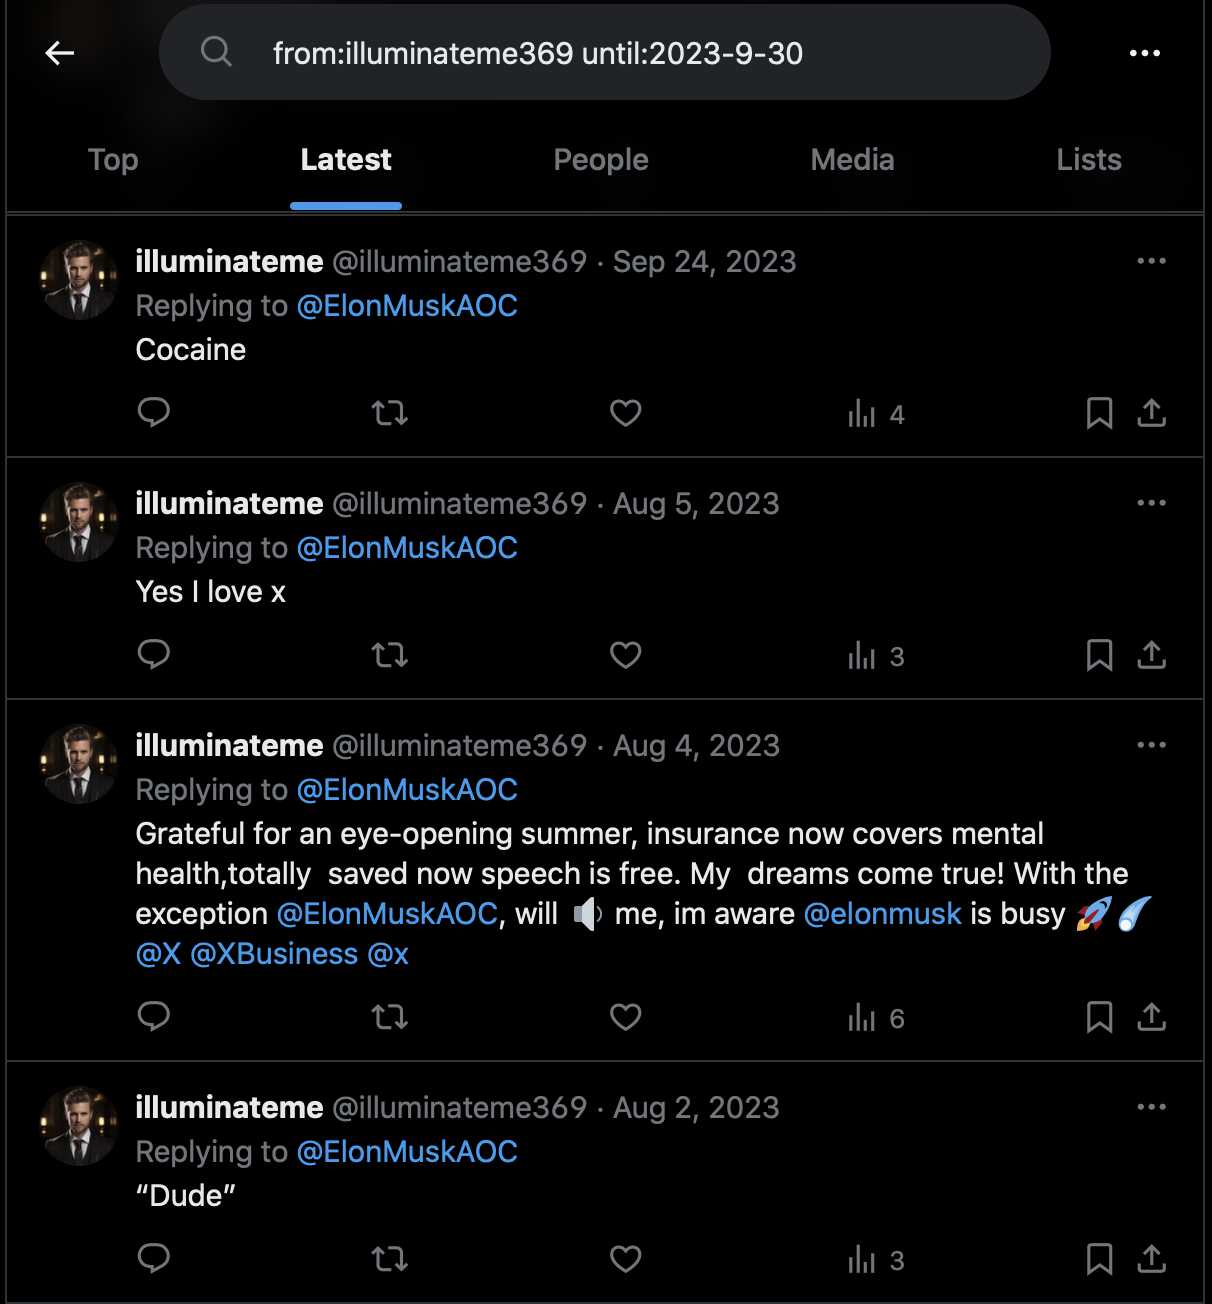 from:illuminateme369 until:2023-9-30
Top Latest People Media Lists
illuminateme @illuminateme369 · Sep 24, 2023
Replying to @ElonMuskAOC
Cocaine
4
illuminateme @illuminateme369 · Aug 5, 2023
Replying to @ElonMuskAOC
Yes I love x
3
illuminateme @illuminateme369 · Aug 4, 2023
Replying to @ElonMuskAOC
Grateful for an eye-opening summer, insurance now covers mental
health,totally  saved now speech is free. My  dreams come true! With the
exception @ElonMuskAOC, will 🔈 me, im aware @elonmusk is busy 🚀☄️
@X @XBusiness @x
6
illuminateme @illuminateme369 · Aug 2, 2023
Replying to @ElonMuskAOC
“Dude”
3